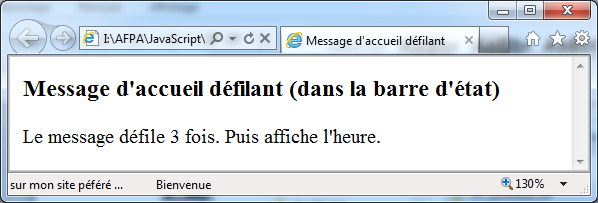 I:\AFPA\JavaScript\
Message d'accueil défilant
Message d'accueil défilant (dans la barre d'état)
Le message défile 3 fois. Puis affiche l'heure.
sur mon site péféré ... Bienvenue 130%